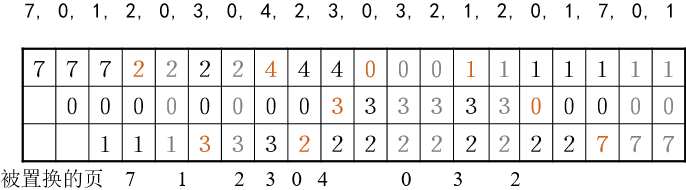 7, 0, 1, 2, 0, 3, 0, 4, 2, 3, 0, 3, 2, 1, 2, 0, 1, 7, 0, 1
7 7 7 2 2 2 2 4 4 4 0 0 0 1 1 1 1 1 1 1
0 0 0 0 0 0 0 0 3 3 3 3 3 3 0 0 0 0 0
1 1 1 3 3 3 2 2 2 2 2 2 2 2 2 7 7 7
被置换的页 7 1 2 3 0 4 0 3 2